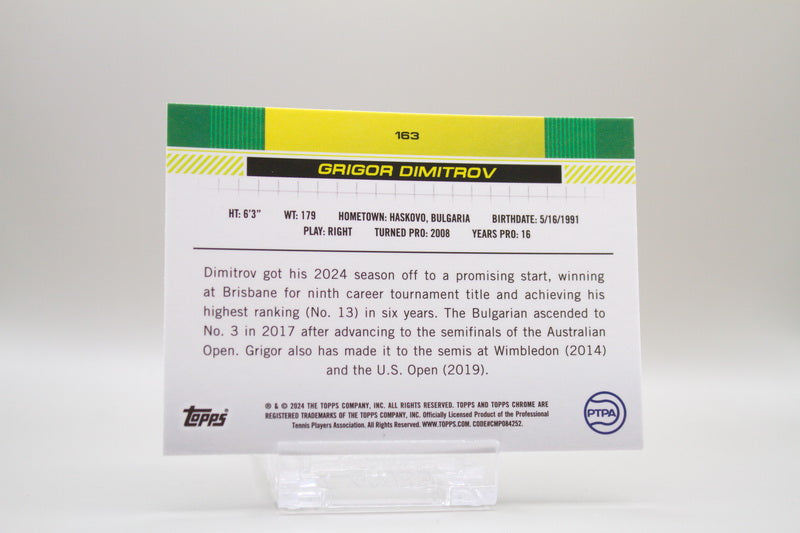 163
GRIGOR DIMITROV
HT: 6'3" WT: 179 HOMETOWN: HASKOVO, BULGARIA BIRTHDATE: 5/16/1991
PLAY: RIGHT TURNED PRO: 2008 YEARS PRO: 16
Dimitrov got his 2024 season off to a promising start, winning
at Brisbane for ninth career tournament title and achieving his
highest ranking (No. 13) in six years. The Bulgarian ascended to
No. 3 in 2017 after advancing to the semifinals of the Australian
Open. Grigor also has made it to the semis at Wimbledon (2014)
and the U.S. Open (2019).
TOPPS®
® & © 2024 THE TOPPS COMPANY, INC. ALL RIGHTS RESERVED. TOPPS AND TOPPS CHROME ARE
REGISTERED TRADEMARKS OF THE TOPPS COMPANY, INC. Officially Licensed Product of the Professional
Tennis Players Association. All Rights Reserved. WWW.TOPPS.COM. CODE#CMP084252.
PTPA